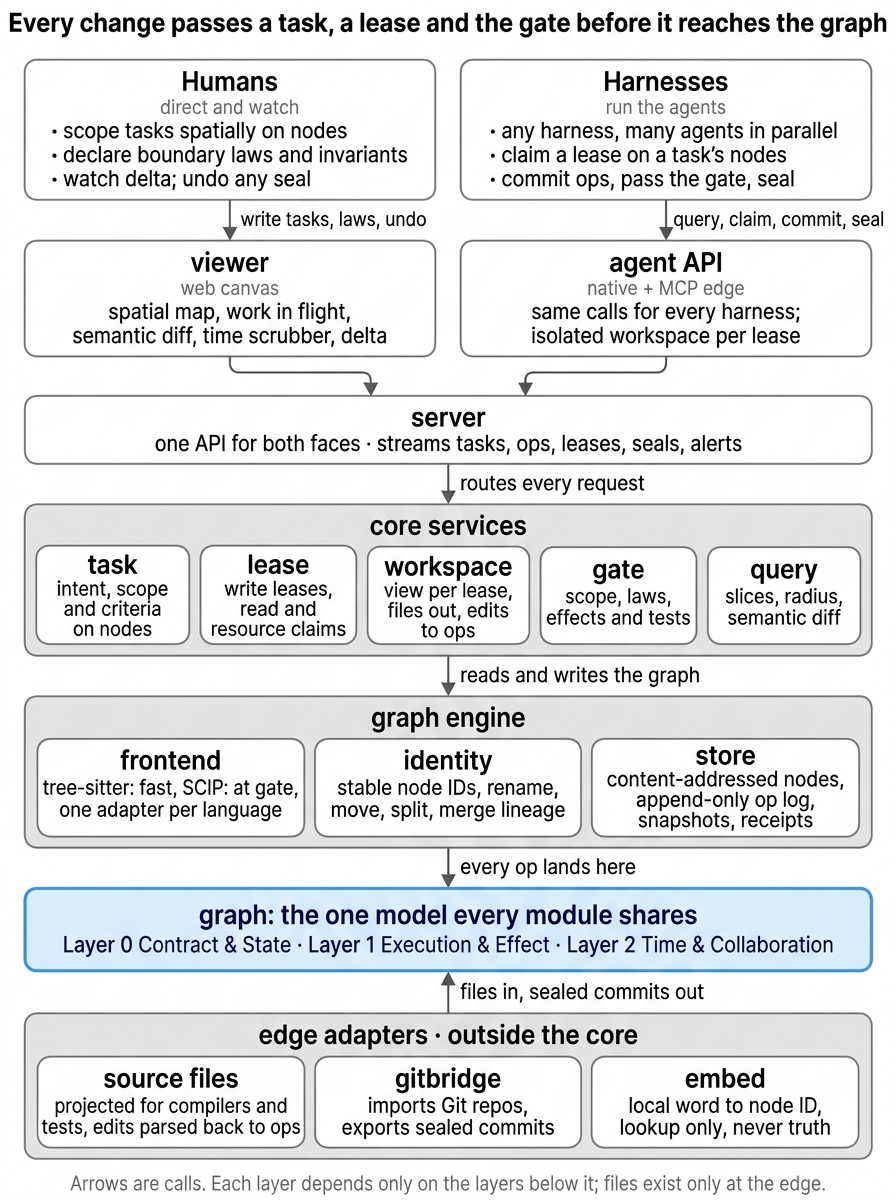 Every change passes a task, a lease and the gate before it reaches the graph
Humans
direct and watch
• scope tasks spatially on nodes
• declare boundary laws and invariants
• watch delta; undo any seal
Harnesses
run the agents
• any harness, many agents in parallel
• claim a lease on a task's nodes
• commit ops, pass the gate, seal
write tasks, laws, undo
query, claim, commit, seal
viewer
web canvas
spatial map, work in flight,
semantic diff, time scrubber, delta
agent API
native + MCP edge
same calls for every harness;
isolated workspace per lease
server
one API for both faces · streams tasks, ops, leases, seals, alerts
routes every request
core services
task
intent, scope
and criteria
on nodes
lease
write leases,
read and
resource claims
workspace
view per lease,
files out, edits
to ops
gate
scope, laws,
effects and tests
query
slices, radius,
semantic diff
reads and writes the graph
graph engine
frontend
tree-sitter: fast, SCIP: at gate,
one adapter per language
identity
stable node IDs, rename,
move, split, merge lineage
store
content-addressed nodes,
append-only op log,
snapshots, receipts
every op lands here
graph: the one model every module shares
Layer 0 Contract & State · Layer 1 Execution & Effect · Layer 2 Time & Collaboration
files in, sealed commits out
edge adapters · outside the core
source files
projected for compilers and
tests, edits parsed back to ops
gitbridge
imports Git repos,
exports sealed commits
embed
local word to node ID,
lookup only, never truth
Arrows are calls. Each layer depends only on the layers below it; files exist only at the edge.